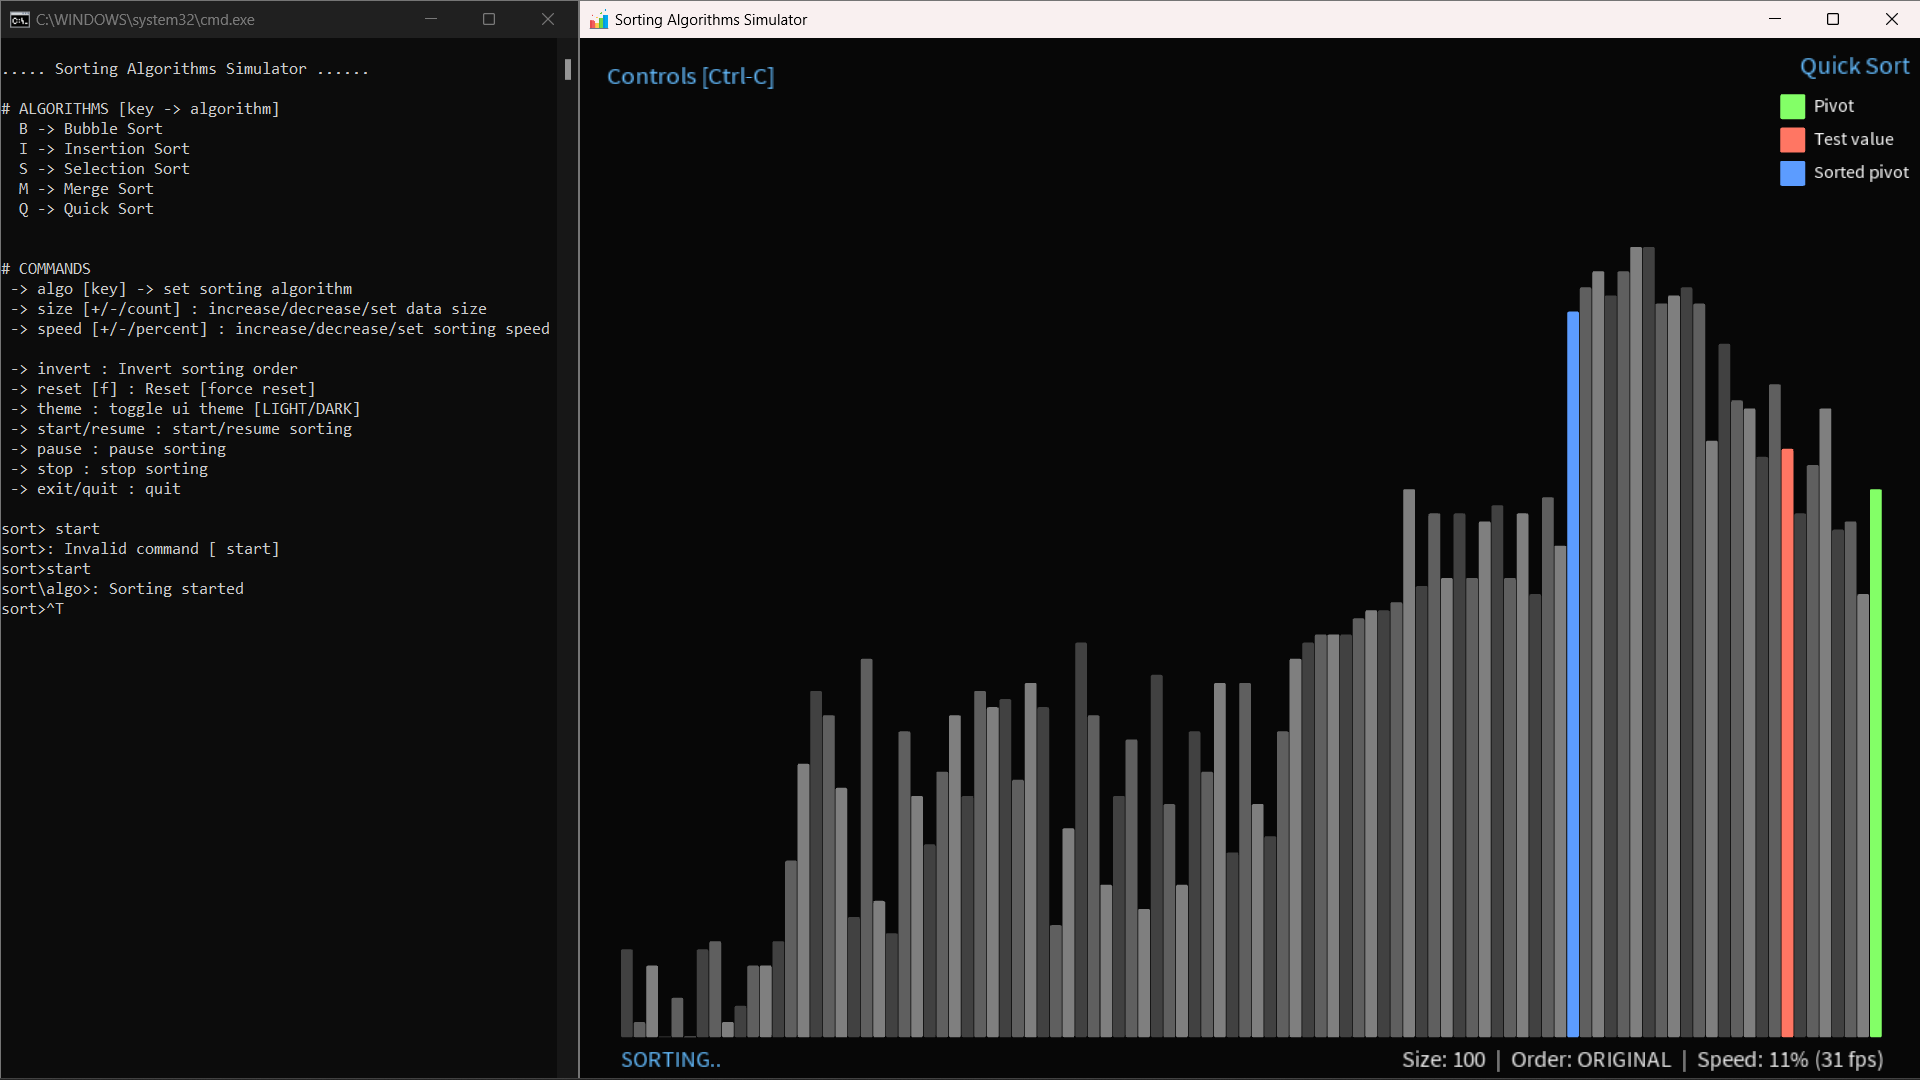 C:\WINDOWS\system32\cmd.exe
..... Sorting Algorithms Simulator ......
# ALGORITHMS [key -> algorithm]
B -> Bubble Sort
I -> Insertion Sort
S -> Selection Sort
M -> Merge Sort
Q -> Quick Sort
# COMMANDS
-> algo [key] -> set sorting algorithm
-> size [+/-/count] : increase/decrease/set data size
-> speed [+/-/percent] : increase/decrease/set sorting speed
-> invert : Invert sorting order
-> reset [f] : Reset [force reset]
-> theme : toggle ui theme [LIGHT/DARK]
-> start/resume : start/resume sorting
-> pause : pause sorting
-> stop : stop sorting
-> exit/quit : quit
sort> start
sort>: Invalid command [ start]
sort>start
sort\algo>: Sorting started
sort>^T
Sorting Algorithms Simulator
Controls [Ctrl-C]
Quick Sort
Pivot
Test value
Sorted pivot
SORTING..
Size: 100 | Order: ORIGINAL | Speed: 11% (31 fps)